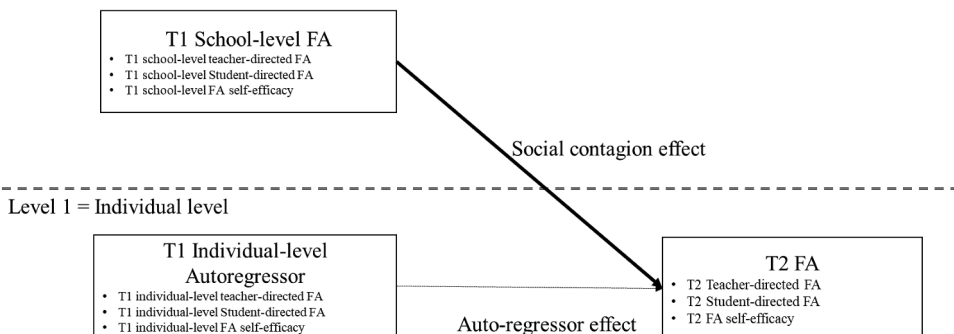 T1 School-level FA
• T1 school-level teacher-directed FA
• T1 school-level Student-directed FA
• T1 school-level FA self-efficacy
Social contagion effect
Level 1 = Individual level
T1 Individual-level
Autoregressor
• T1 individual-level teacher-directed FA
• T1 individual-level Student-directed FA
• T1 individual-level FA self-efficacy
T2 FA
• T2 Teacher-directed FA
• T2 Student-directed FA
• T2 FA self-efficacy
Auto-regressor effect